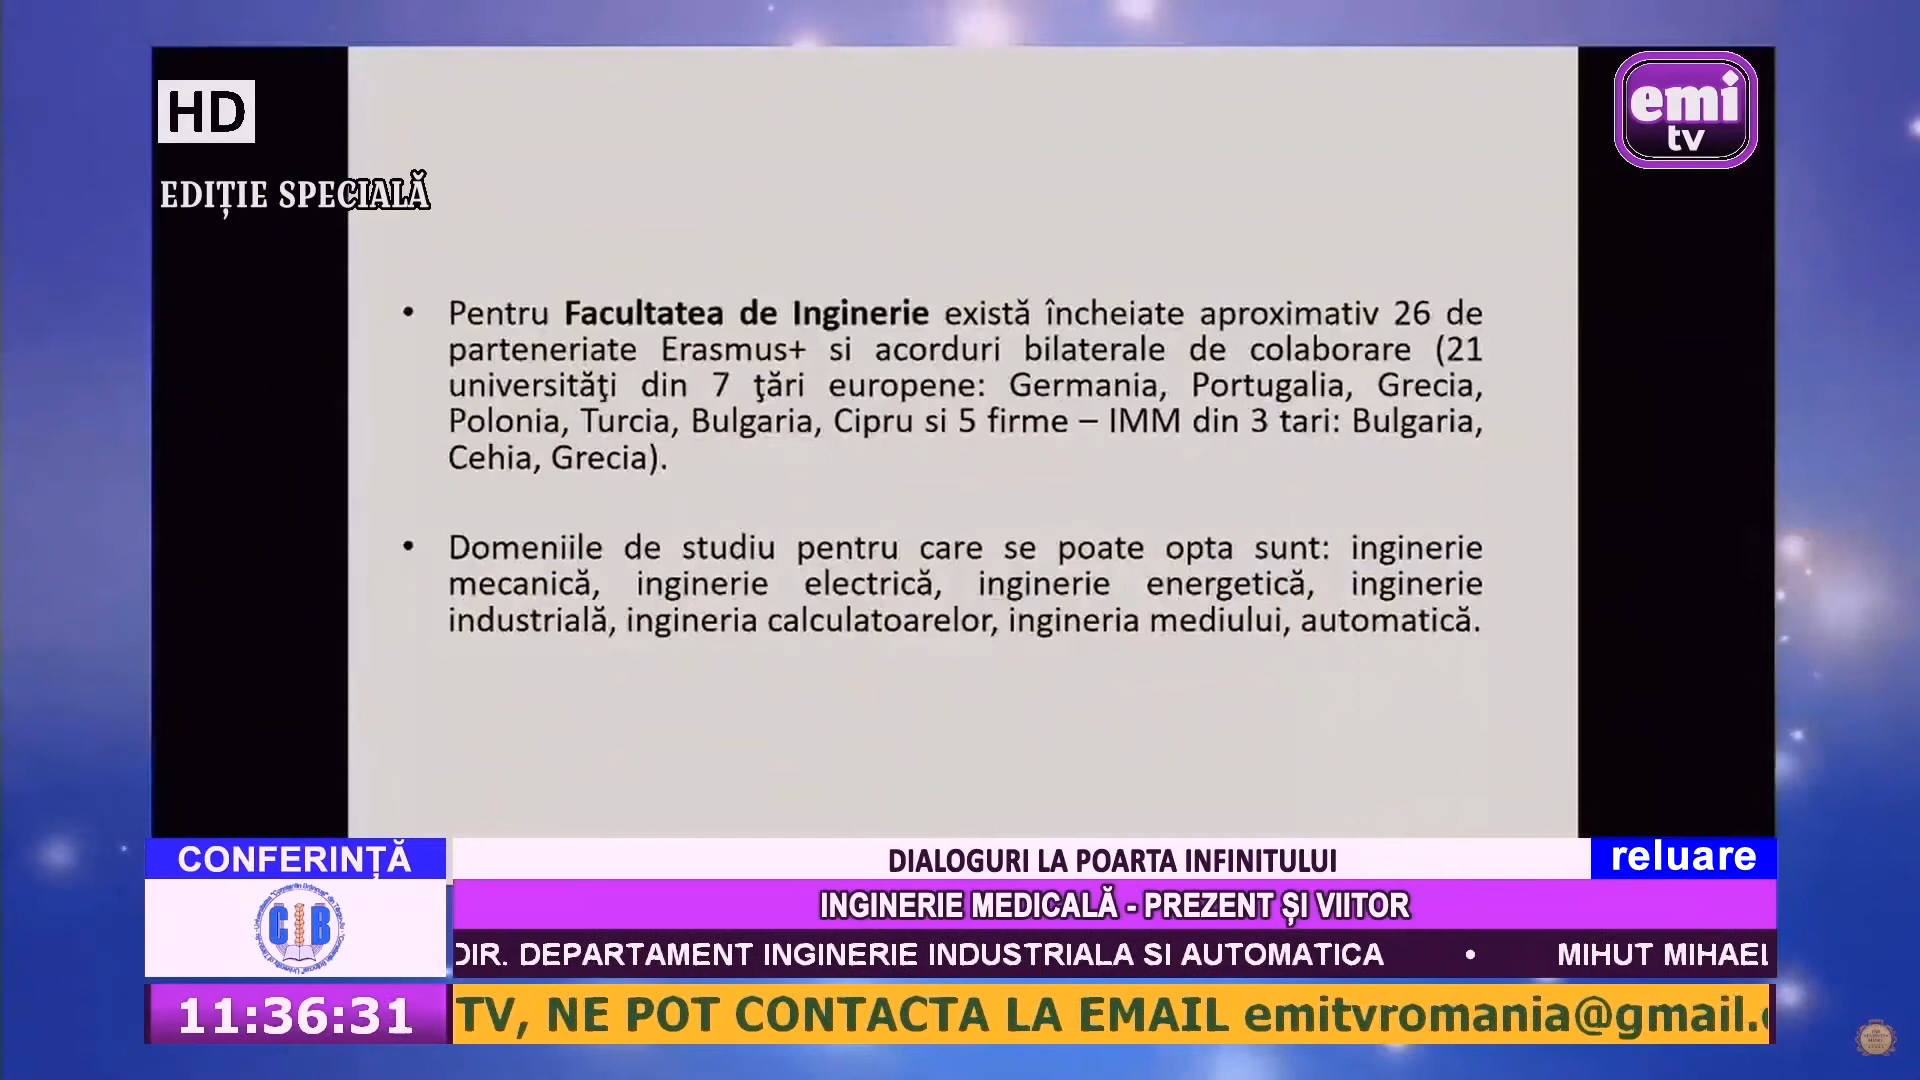 HD
emi
tv
EDIȚIE SPECIALĂ
• Pentru Facultatea de Inginerie există încheiate aproximativ 26 de
parteneriate Erasmus+ si acorduri bilaterale de colaborare (21
universităţi din 7 ţări europene: Germania, Portugalia, Grecia,
Polonia, Turcia, Bulgaria, Cipru si 5 firme – IMM din 3 tari: Bulgaria,
Cehia, Grecia).
• Domeniile de studiu pentru care se poate opta sunt: inginerie
mecanică, inginerie electrică, inginerie energetică, inginerie
industrială, ingineria calculatoarelor, ingineria mediului, automatică.
CONFERINȚĂ
DIALOGURI LA POARTA INFINITULUI
reluare
CB
INGINERIE MEDICALĂ - PREZENT ȘI VIITOR
DIR. DEPARTAMENT INGINERIE INDUSTRIALA SI AUTOMATICA • MIHUT MIHAEL
11:36:31
TV, NE POT CONTACTA LA EMAIL emitvromania@gmail.